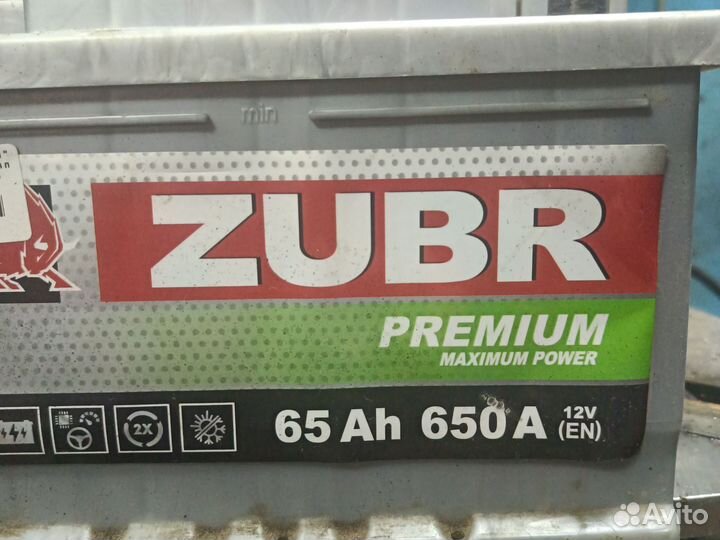 min
ZUBR
PREMIUM
MAXIMUM POWER
2X
65 Ah 650 A 12V (EN)
Avito